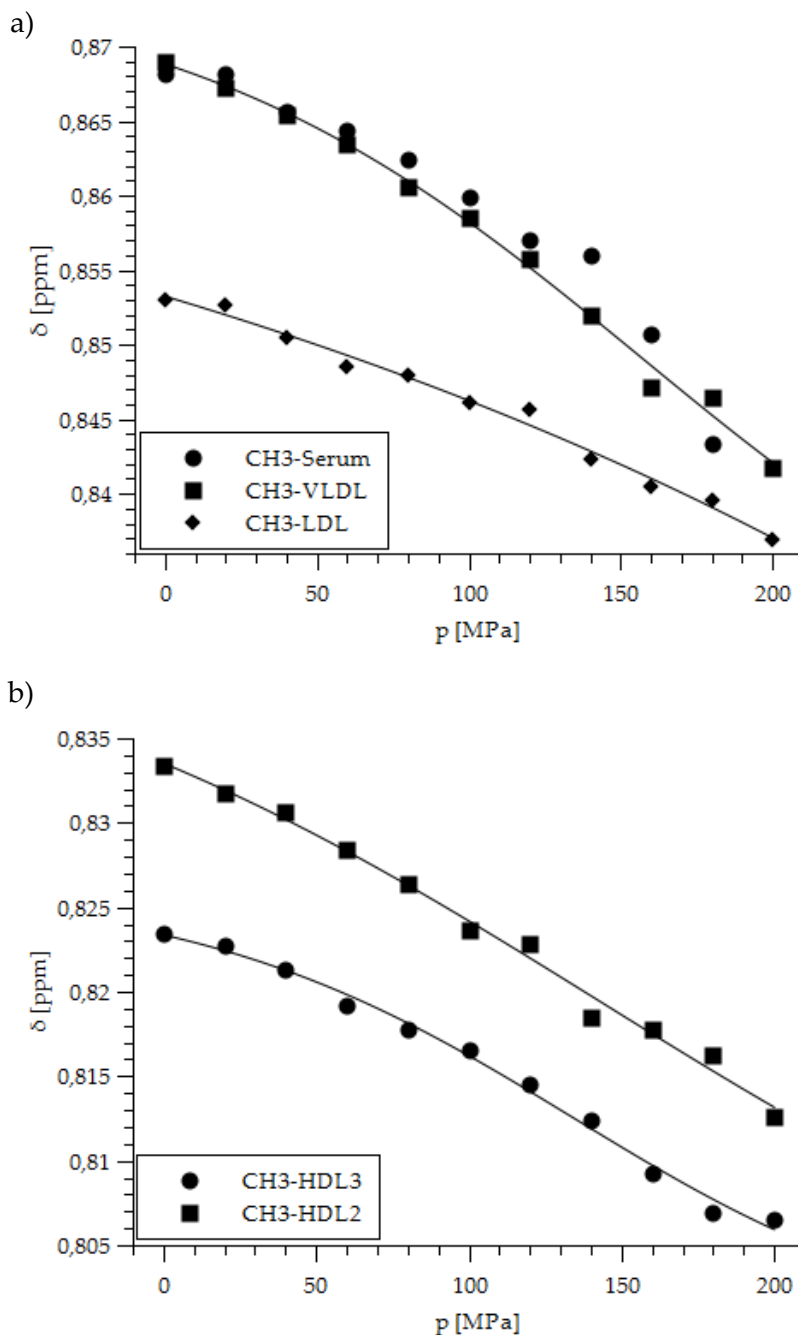 a)
0,87
0,865
0,86
0,855
0,85
0,845
0,84
δ [ppm]
CH3-Serum
CH3-VLDL
CH3-LDL
0 50 100 150 200
p [MPa]
b)
0,835
0,83
0,825
0,82
0,815
0,81
0,805
δ [ppm]
CH3-HDL3
CH3-HDL2
0 50 100 150 200
p [MPa]